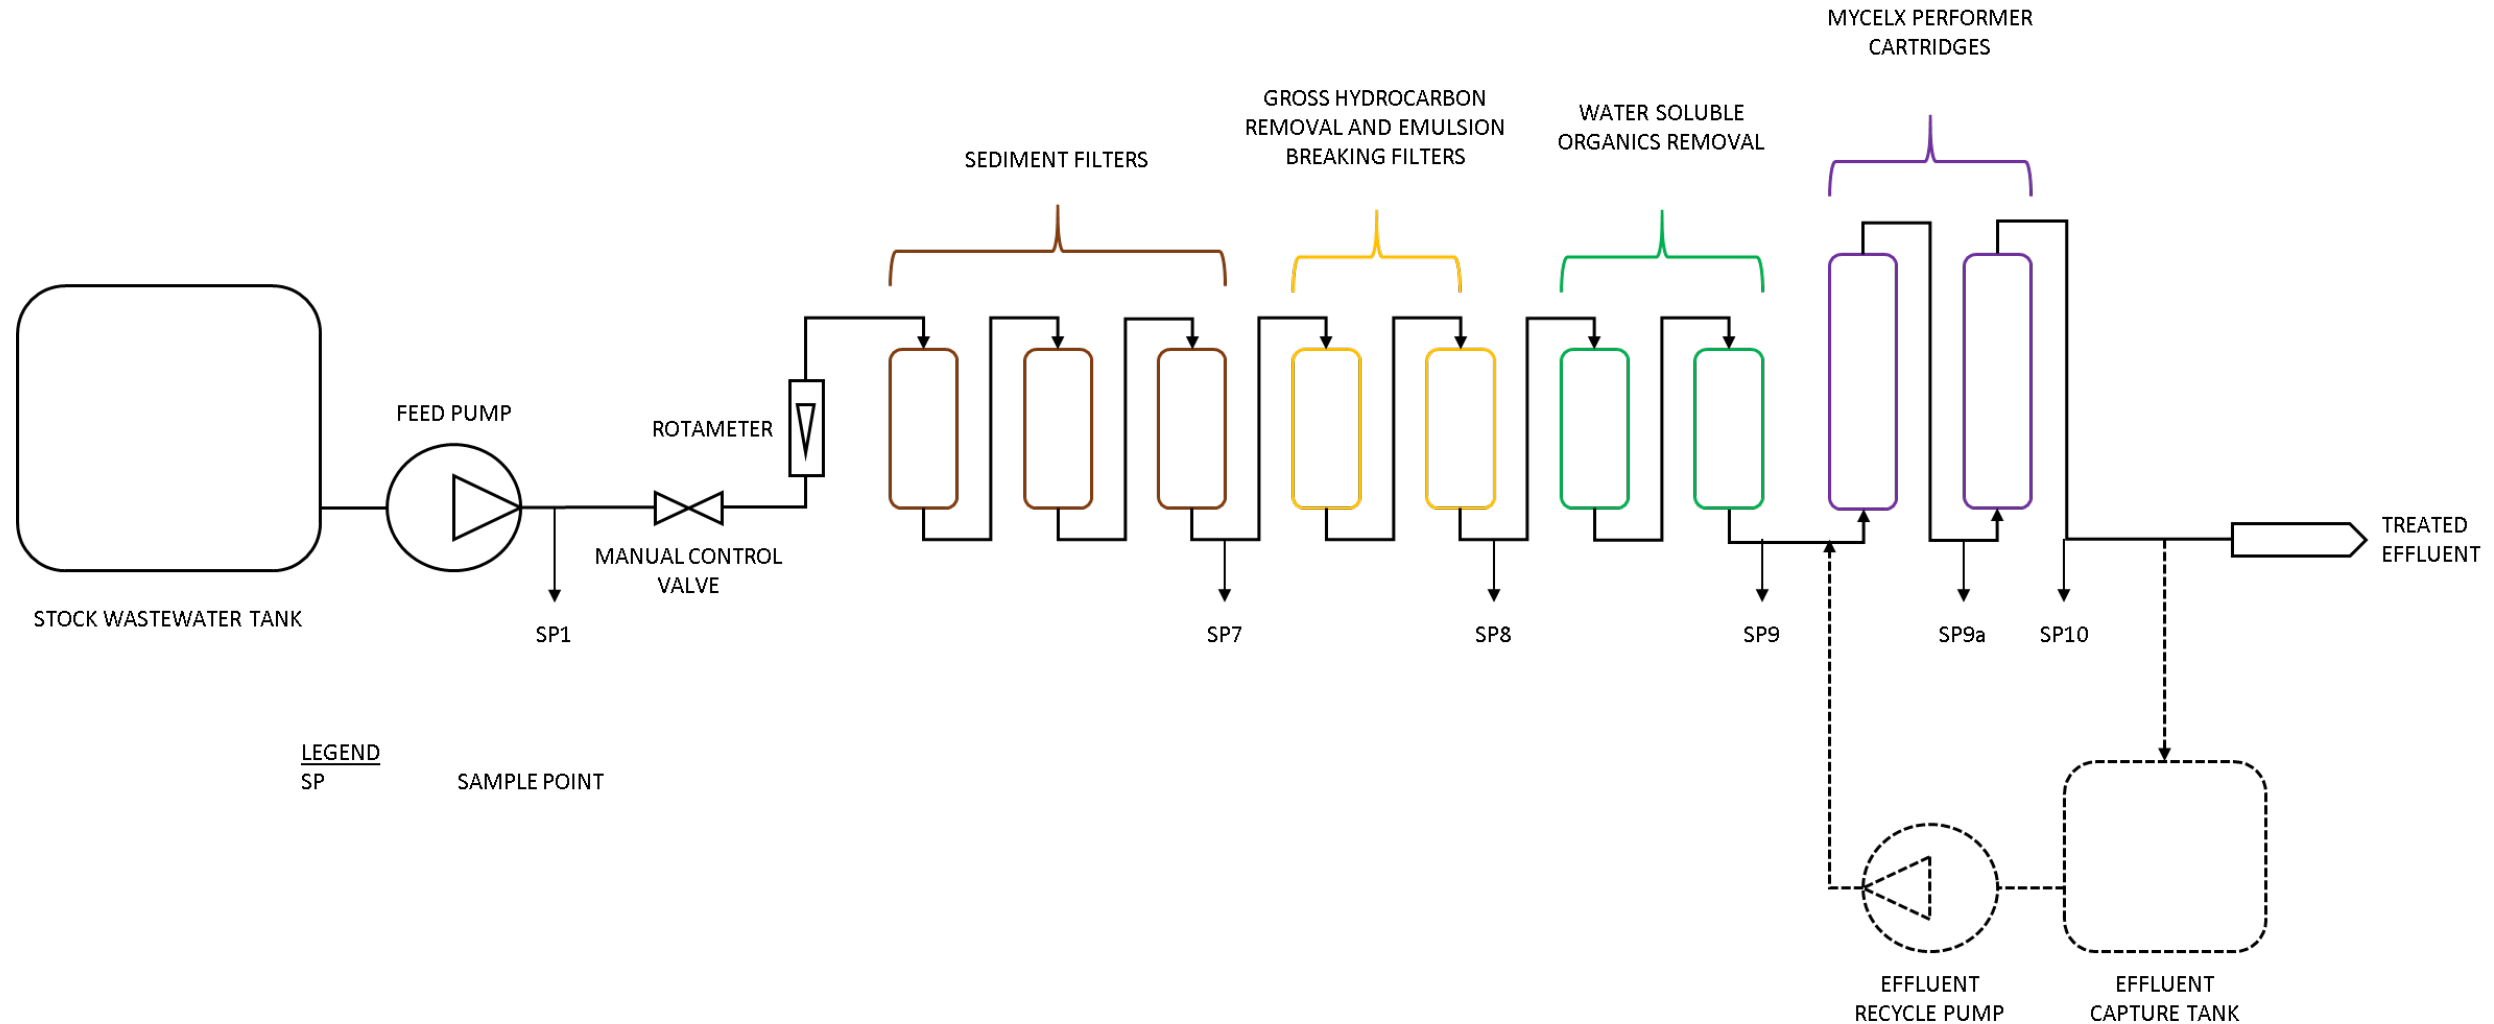 MYCELX PERFORMER
CARTRIDGES
GROSS HYDROCARBON
REMOVAL AND EMULSION
BREAKING FILTERS
WATER SOLUBLE
ORGANICS REMOVAL
SEDIMENT FILTERS
FEED PUMP
ROTAMETER
MANUAL CONTROL
VALVE
TREATED
EFFLUENT
STOCK WASTEWATER TANK
SP1
SP7
SP8
SP9
SP9a
SP10
LEGEND
SP SAMPLE POINT
EFFLUENT
RECYCLE PUMP
EFFLUENT
CAPTURE TANK